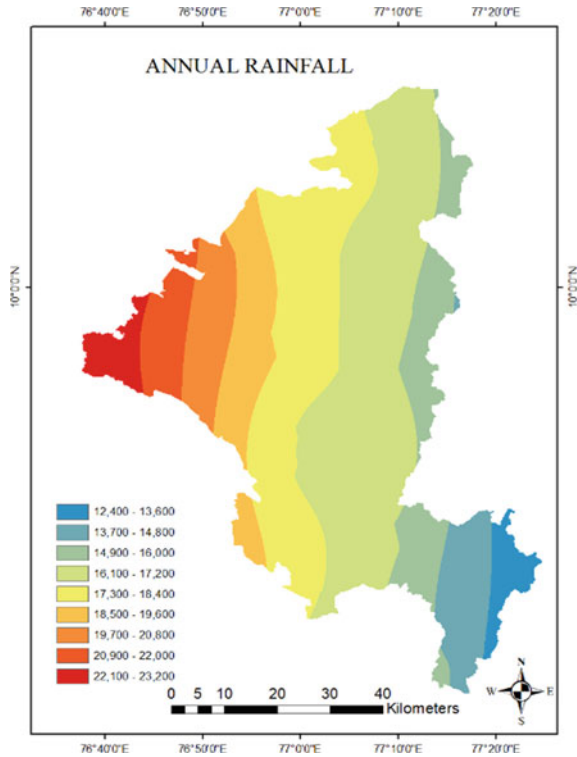 76°40'0"E 76°50'0"E 77°0'0"E 77°10'0"E 77°20'0"E
ANNUAL RAINFALL
10°0'0"N 10°0'0"N
12,400 - 13,600
13,700 - 14,800
14,900 - 16,000
16,100 - 17,200
17,300 - 18,400
18,500 - 19,600
19,700 - 20,800
20,900 - 22,000
22,100 - 23,200
N
W E
S
0 5 10 20 30 40
Kilometers
76°40'0"E 76°50'0"E 77°0'0"E 77°10'0"E 77°20'0"E